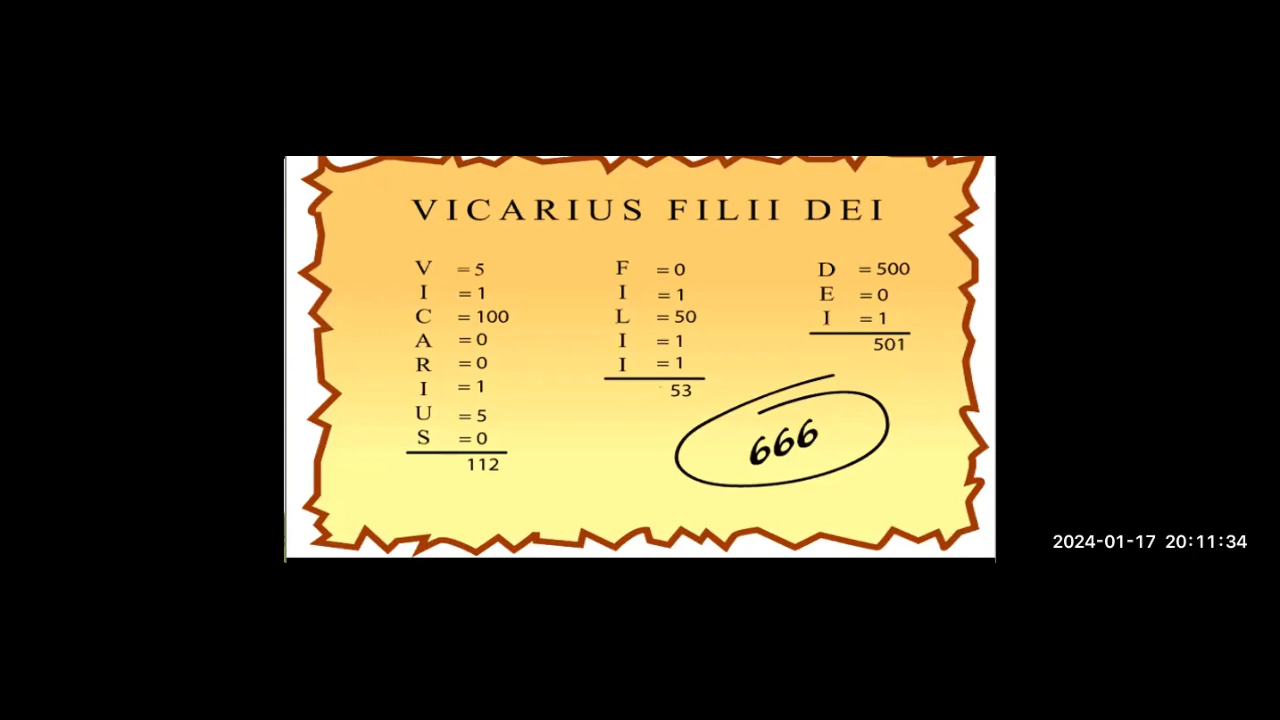 VICARIUS FILII DEI
V = 5
I = 1
C = 100
A = 0
R = 0
I = 1
U = 5
S = 0
112
F = 0
I = 1
L = 50
I = 1
I = 1
53
D = 500
E = 0
I = 1
501
666
2024-01-17 20:11:34